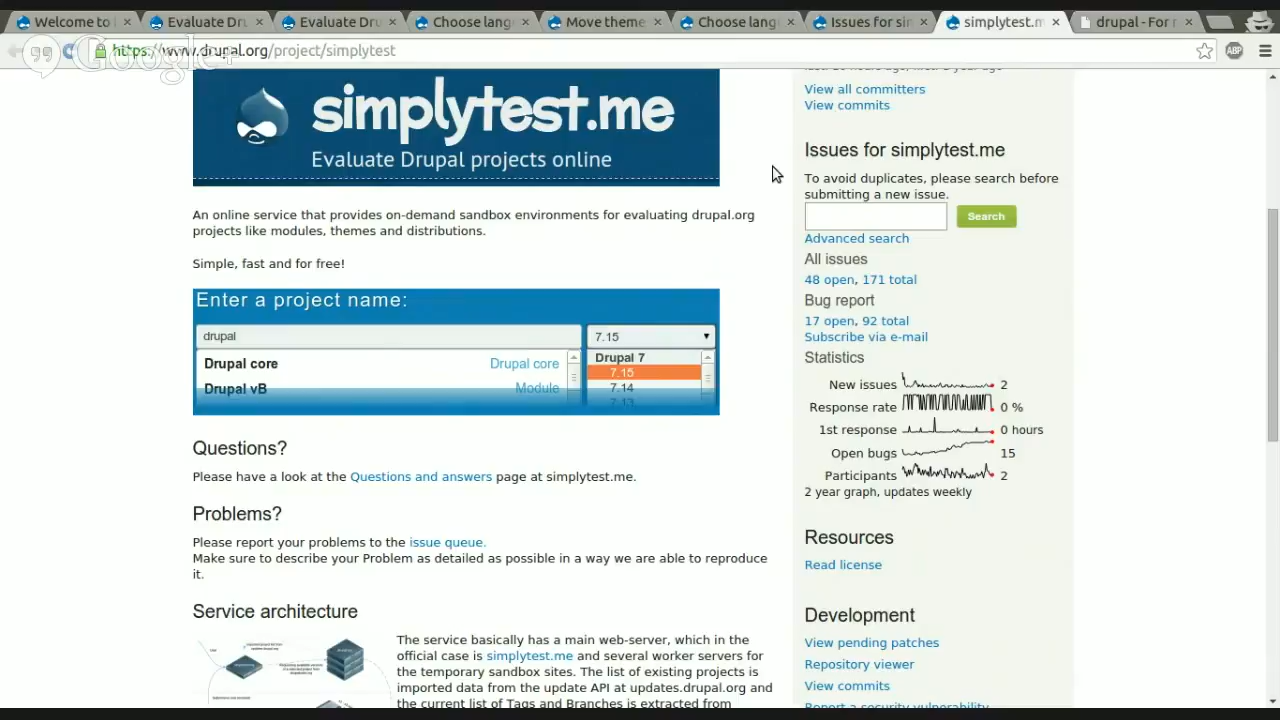 Welcome to
Evaluate Dru
Evaluate Dru
Choose lang
Move theme
Choose lang
Issues for sim
simplytest.m
drupal - For r
Google+
https://www.drupal.org/project/simplytest
ABP
simplytest.me
Evaluate Drupal projects online
An online service that provides on-demand sandbox environments for evaluating drupal.org
projects like modules, themes and distributions.
Simple, fast and for free!
Enter a project name:
drupal
7.15
Drupal core Drupal core
Drupal vB Module
Drupal 7
7.15
7.14
7.13
Questions?
Please have a look at the Questions and answers page at simplytest.me.
Problems?
Please report your problems to the issue queue.
Make sure to describe your Problem as detailed as possible in a way we are able to reproduce
it.
Service architecture
The service basically has a main web-server, which in the
official case is simplytest.me and several worker servers for
the temporary sandbox sites. The list of existing projects is
imported data from the update API at updates.drupal.org and
the current list of Tags and Branches is extracted from
View all committers
View commits
Issues for simplytest.me
To avoid duplicates, please search before
submitting a new issue.
Search
Advanced search
All issues
48 open, 171 total
Bug report
17 open, 92 total
Subscribe via e-mail
Statistics
New issues 2
Response rate 0 %
1st response 0 hours
Open bugs 15
Participants 2
2 year graph, updates weekly
Resources
Read license
Development
View pending patches
Repository viewer
View commits
Report a security vulnerability